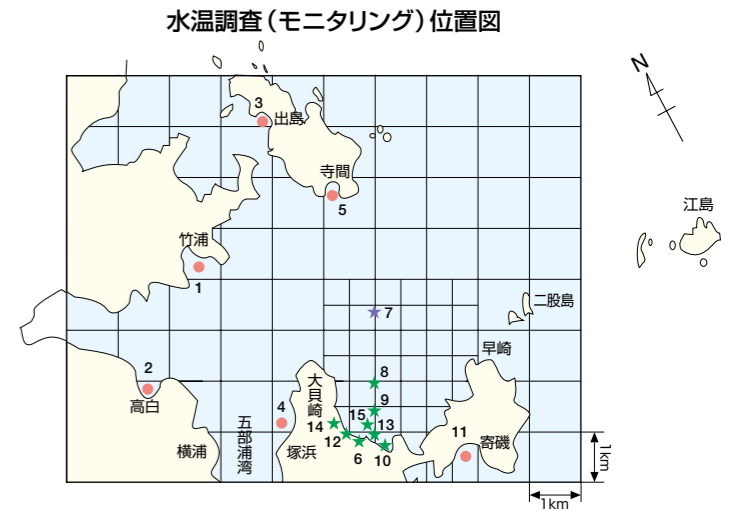 水温調査（モニタリング）位置図
N
3
出島
寺間
5
江島
竹浦
1
7
二股島
早崎
2
8
高白
大貝崎
9
4
15
13
14
11
12
6
10
五部浦湾
横浦
塚浜
寄磯
1km
1km